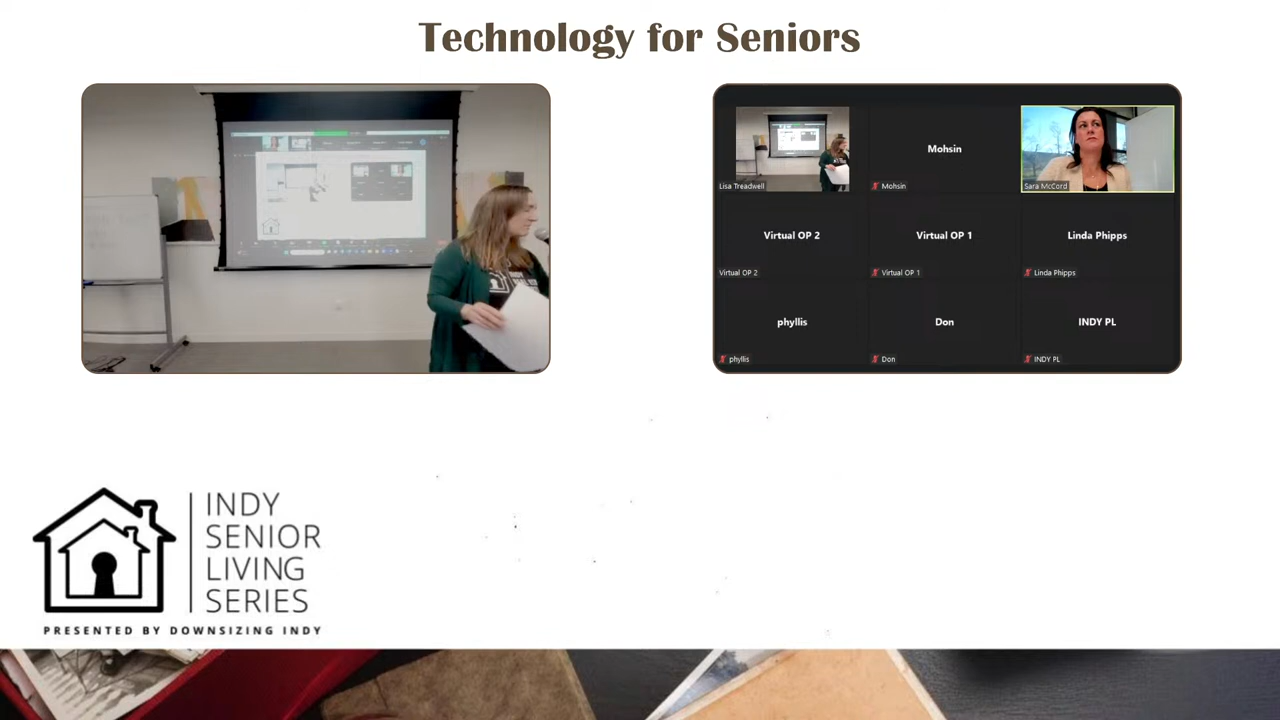 Technology for Seniors
Lisa Treadwell
Mohsin
Mohsin
Sara McCord
Virtual OP 2
Virtual OP 2
Virtual OP 1
Virtual OP 1
Linda Phipps
Linda Phipps
phyllis
phyllis
Don
Don
INDY PL
INDY PL
INDY
SENIOR
LIVING
SERIES
PRESENTED BY DOWNSIZING INDY